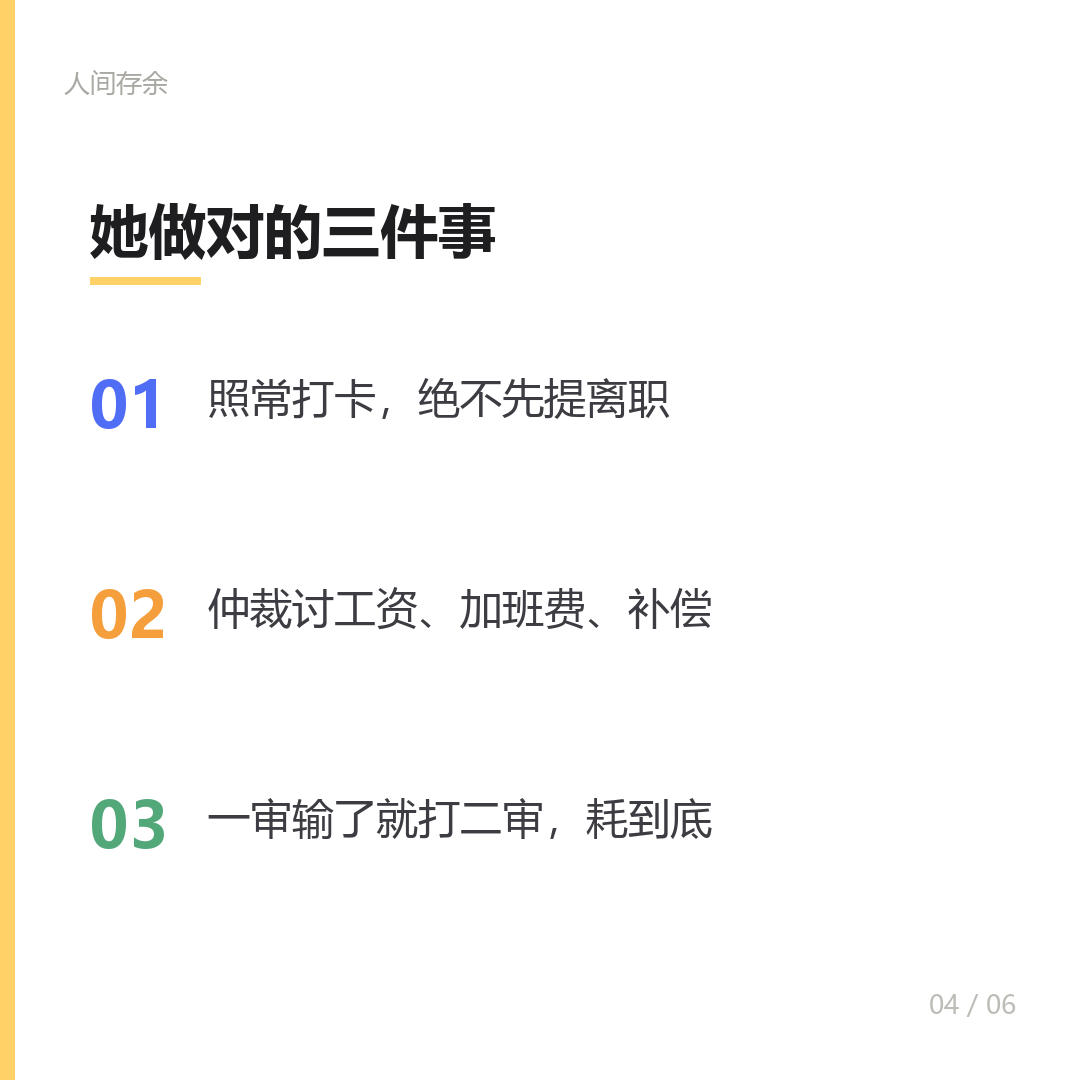 人间存余
她做对的三件事
01 照常打卡，绝不先提离职
02 仲裁讨工资、加班费、补偿
03 一审输了就打二审，耗到底
04 / 06